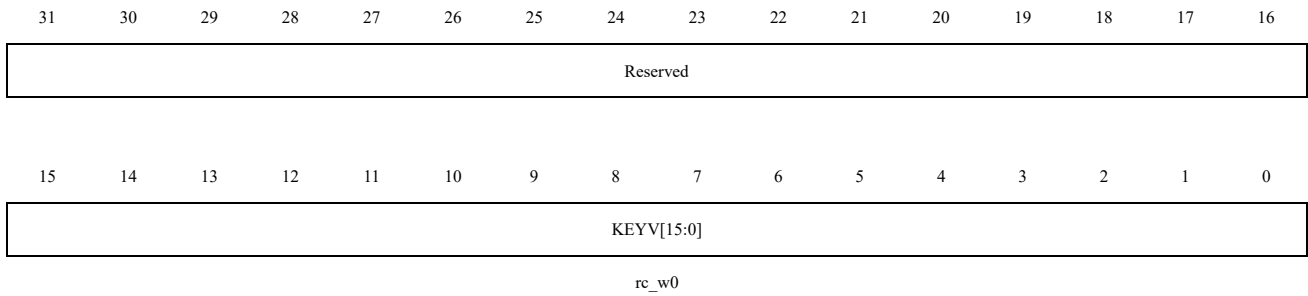 31 30 29 28 27 26 25 24 23 22 21 20 19 18 17 16
Reserved
15 14 13 12 11 10 9 8 7 6 5 4 3 2 1 0
KEYV[15:0]
rc_w0